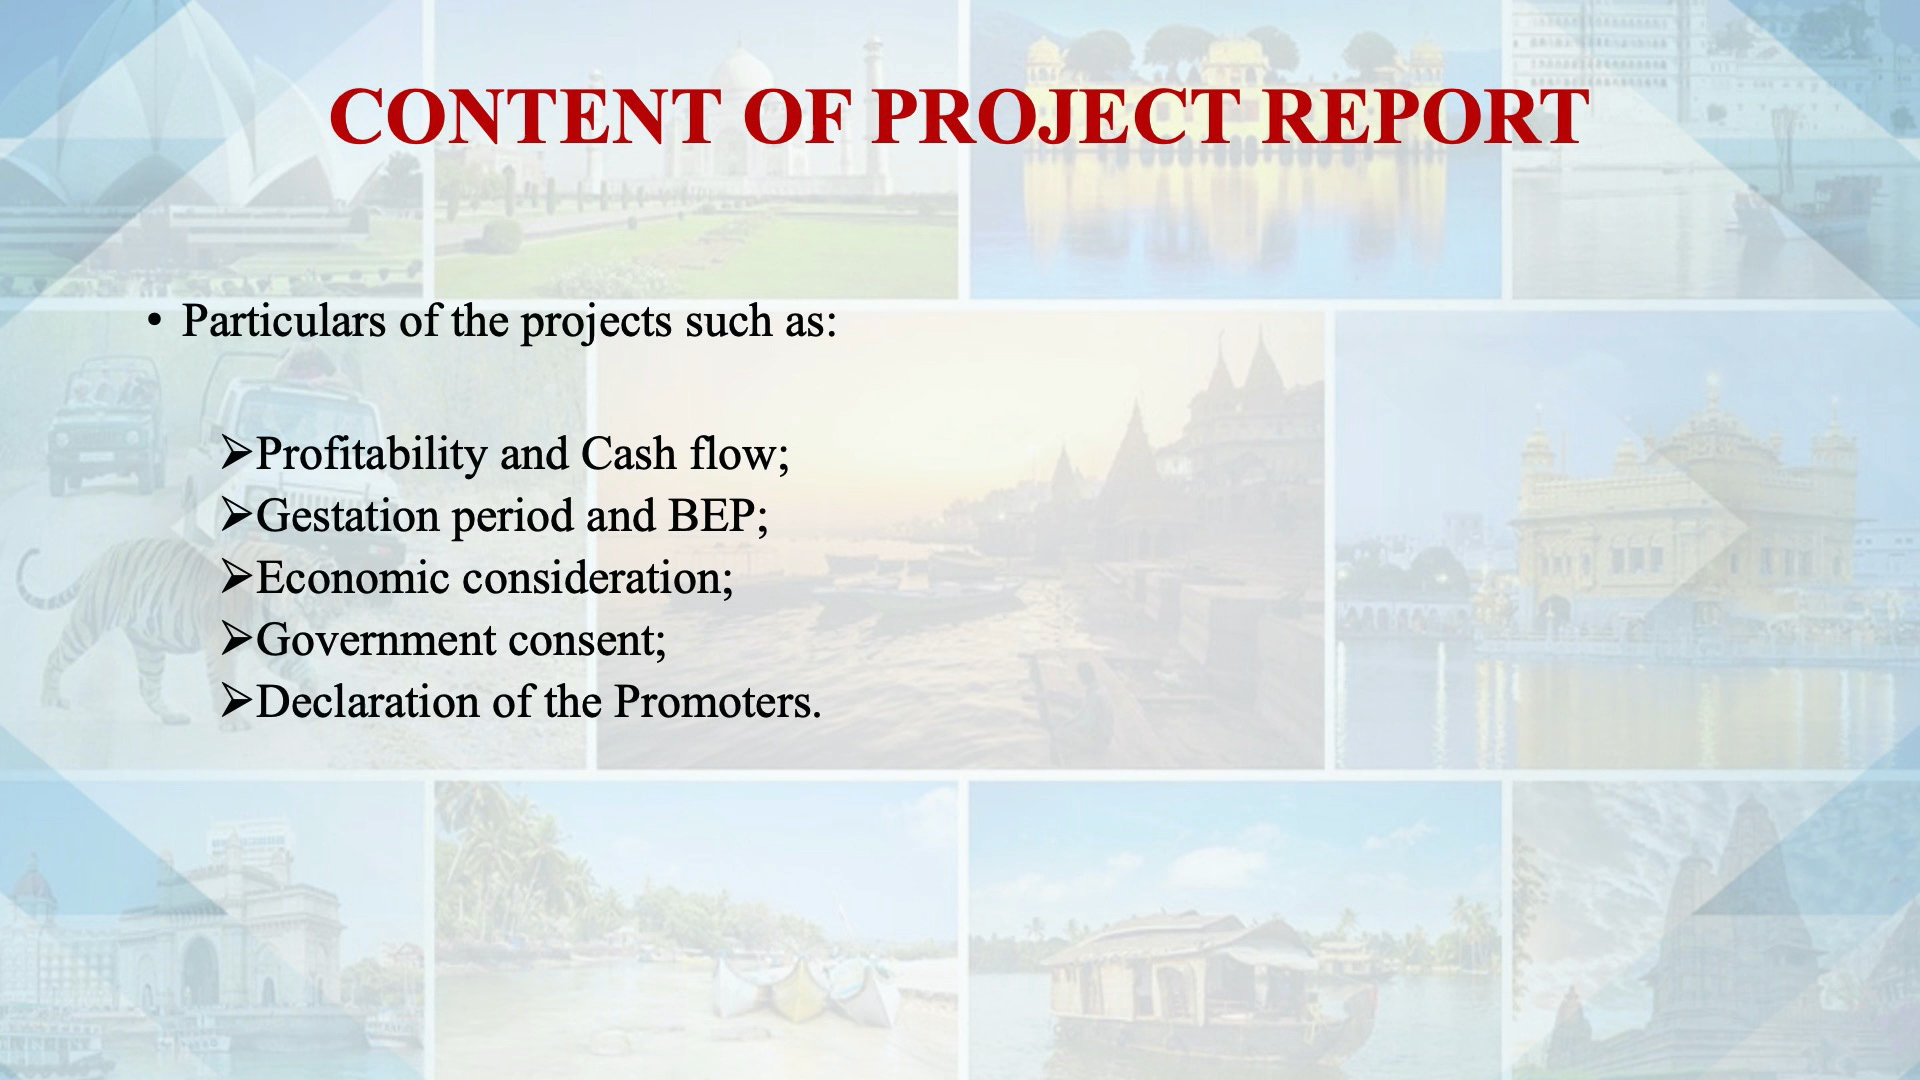 CONTENT OF PROJECT REPORT
• Particulars of the projects such as:
➢Profitability and Cash flow;
➢Gestation period and BEP;
➢Economic consideration;
➢Government consent;
➢Declaration of the Promoters.